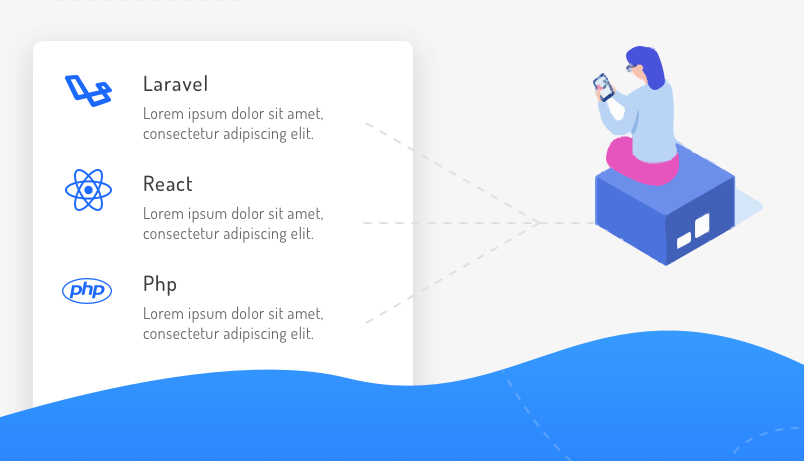 Laravel
Lorem ipsum dolor sit amet,
consectetur adipiscing elit.
React
Lorem ipsum dolor sit amet,
consectetur adipiscing elit.
php
Php
Lorem ipsum dolor sit amet,
consectetur adipiscing elit.